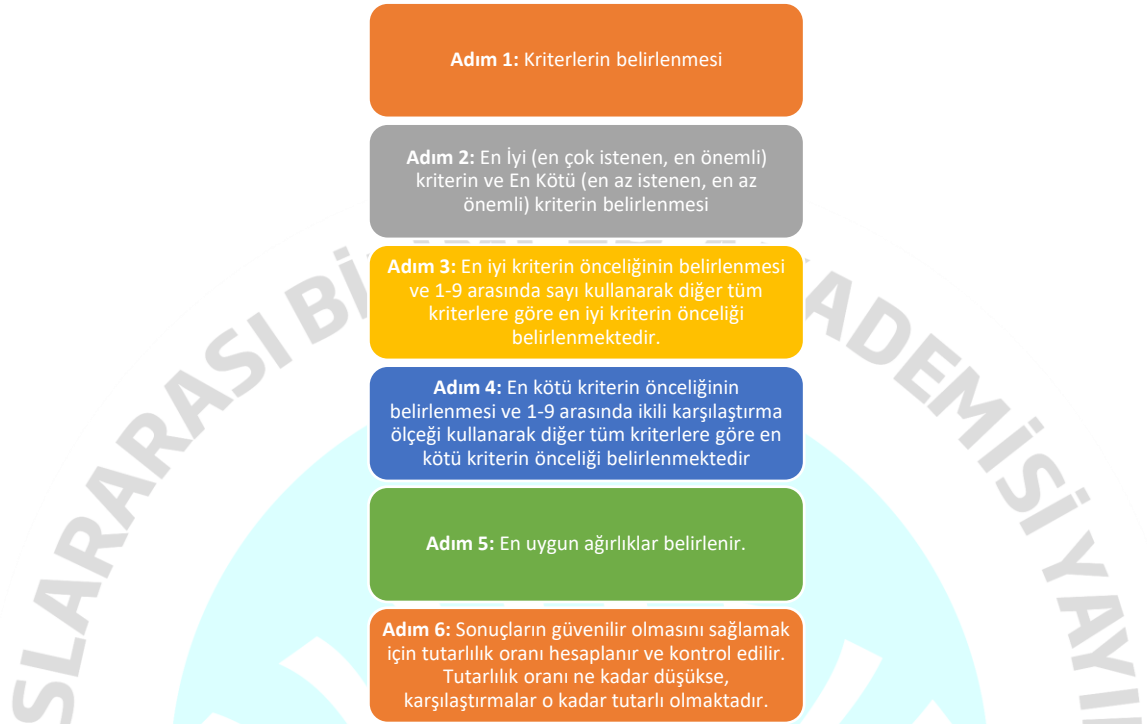 Adım 1: Kriterlerin belirlenmesi
Adım 2: En İyi (en çok istenen, en önemli)
kriterin ve En Kötü (en az istenen, en az
önemli) kriterin belirlenmesi
Adım 3: En iyi kriterin önceliğinin belirlenmesi
ve 1-9 arasında sayı kullanarak diğer tüm
kriterlere göre en iyi kriterin önceliği
belirlenmektedir.
Adım 4: En kötü kriterin önceliğinin
belirlenmesi ve 1-9 arasında ikili karşılaştırma
ölçeği kullanarak diğer tüm kriterlere göre en
kötü kriterin önceliği belirlenmektedir
Adım 5: En uygun ağırlıklar belirlenir.
Adım 6: Sonuçların güvenilir olmasını sağlamak
için tutarlılık oranı hesaplanır ve kontrol edilir.
Tutarlılık oranı ne kadar düşükse,
karşılaştırmalar o kadar tutarlı olmaktadır.